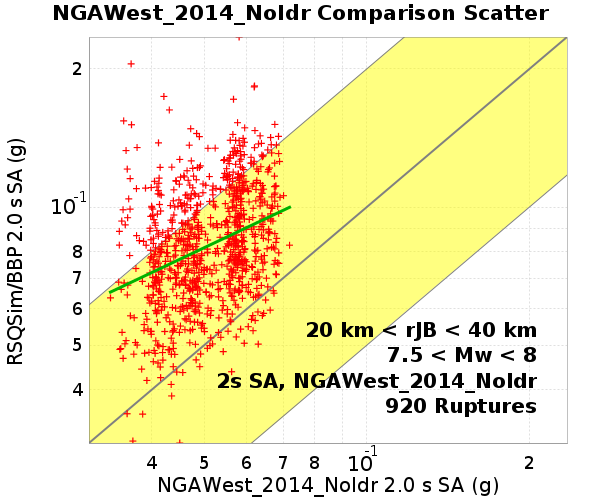 NGAWest_2014_NoIdr Comparison Scatter
RSQSim/BBP 2.0 s SA (g)
2
10-1
8
7
6
5
4
20 km < rJB < 40 km
7.5 < Mw < 8
2s SA, NGAWest_2014_NoIdr
920 Ruptures
4 5 6 7 8 10-1 2
NGAWest_2014_NoIdr 2.0 s SA (g)